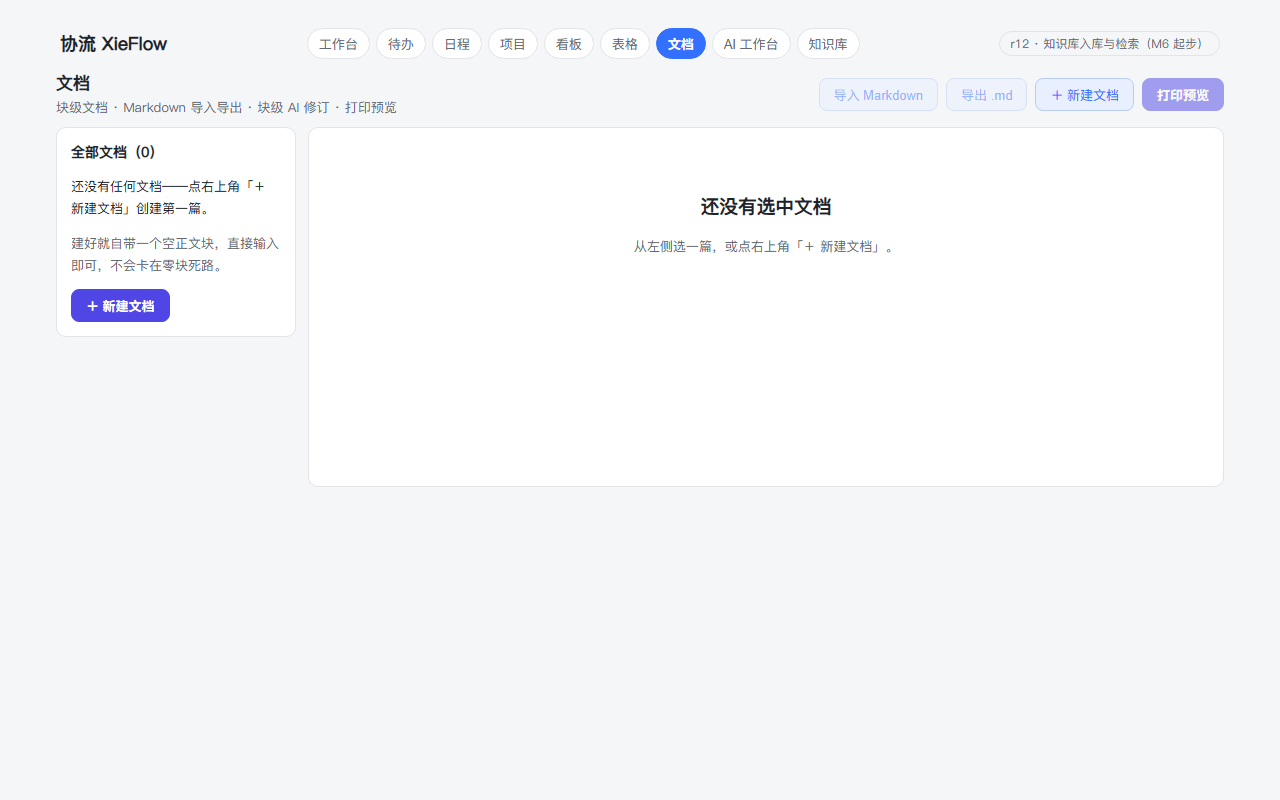 协流 XieFlow
工作台
待办
日程
项目
看板
表格
文档
AI 工作台
知识库
r12 · 知识库入库与检索（M6 起步）
文档
块级文档 · Markdown 导入导出 · 块级 AI 修订 · 打印预览
导入 Markdown
导出 .md
＋ 新建文档
打印预览
全部文档（0）
还没有任何文档——点右上角「＋
新建文档」创建第一篇。
建好就自带一个空正文块，直接输入
即可，不会卡在零块死路。
＋ 新建文档
还没有选中文档
从左侧选一篇，或点右上角「＋ 新建文档」。